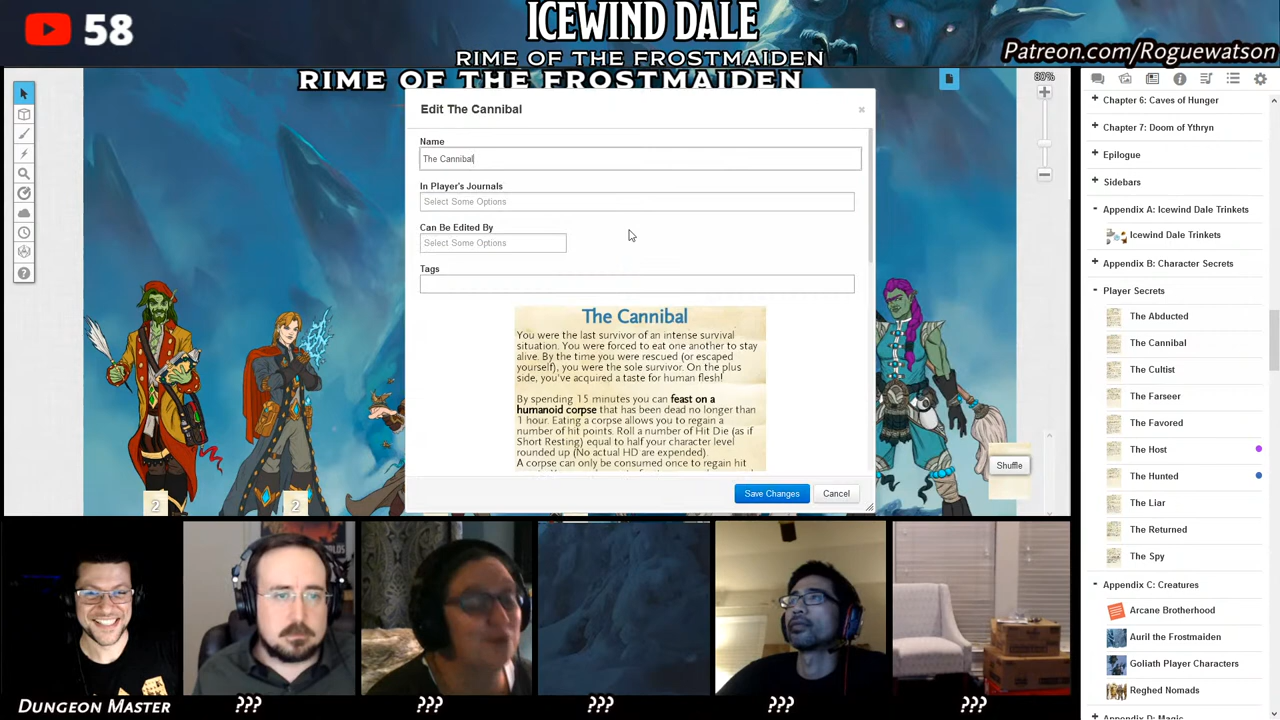 58
ICEWIND DALE
RIME OF THE FROSTMAIDEN
Patreon.com/Roguewatson
RIME OF THE FROSTMAIDEN
80%
Edit The Cannibal
×
Name
The Cannibal
In Player's Journals
Select Some Options
Can Be Edited By
Select Some Options
Tags
The Cannibal
You were the last survivor of an intense survival
situation. You were forced to eat one another to stay
alive. By the time you were rescued (or escaped
yourself), you were the sole survivor. On the plus
side, you've acquired a taste for human flesh!
By spending 15 minutes you can feast on a
humanoid corpse that has been dead no longer than
1 hour. Eating a corpse allows you to regain a
number of hit points. Roll a number of Hit Die (as if
Short Resting) equal to half your character level
rounded up (No actual HD are expended)
A corpse can only be consumed once to regain hit
Save Changes
Cancel
2
2
Shuffle
Chapter 6: Caves of Hunger
Chapter 7: Doom of Ythryn
Epilogue
Sidebars
Appendix A: Icewind Dale Trinkets
Icewind Dale Trinkets
Appendix B: Character Secrets
Player Secrets
The Abducted
The Cannibal
The Cultist
The Farseer
The Favored
The Host
The Hunted
The Liar
The Returned
The Spy
Appendix C: Creatures
Arcane Brotherhood
Auril the Frostmaiden
Goliath Player Characters
Reghed Nomads
Appendix D: Magic
DUNGEON MASTER
???
???
???
???
???